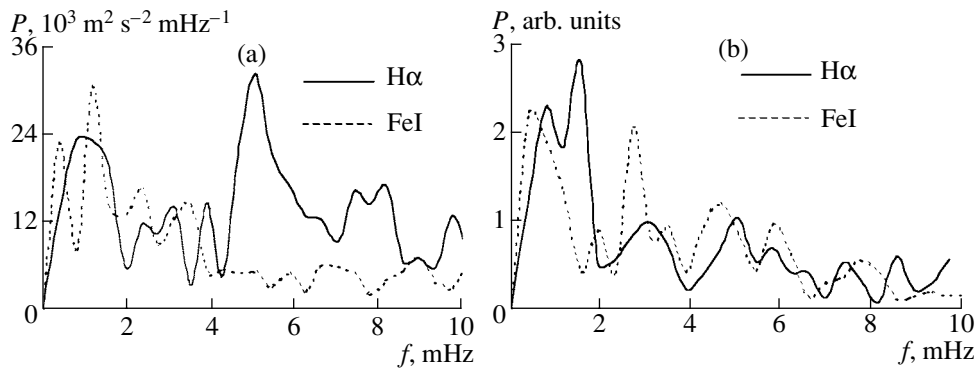 P, 10³ m² s⁻² mHz⁻¹
36
24
12
0
2
4
6
8
10
f, mHz
(a)
Hα
FeI
P, arb. units
3
2
1
0
2
4
6
8
10
f, mHz
(b)
Hα
FeI